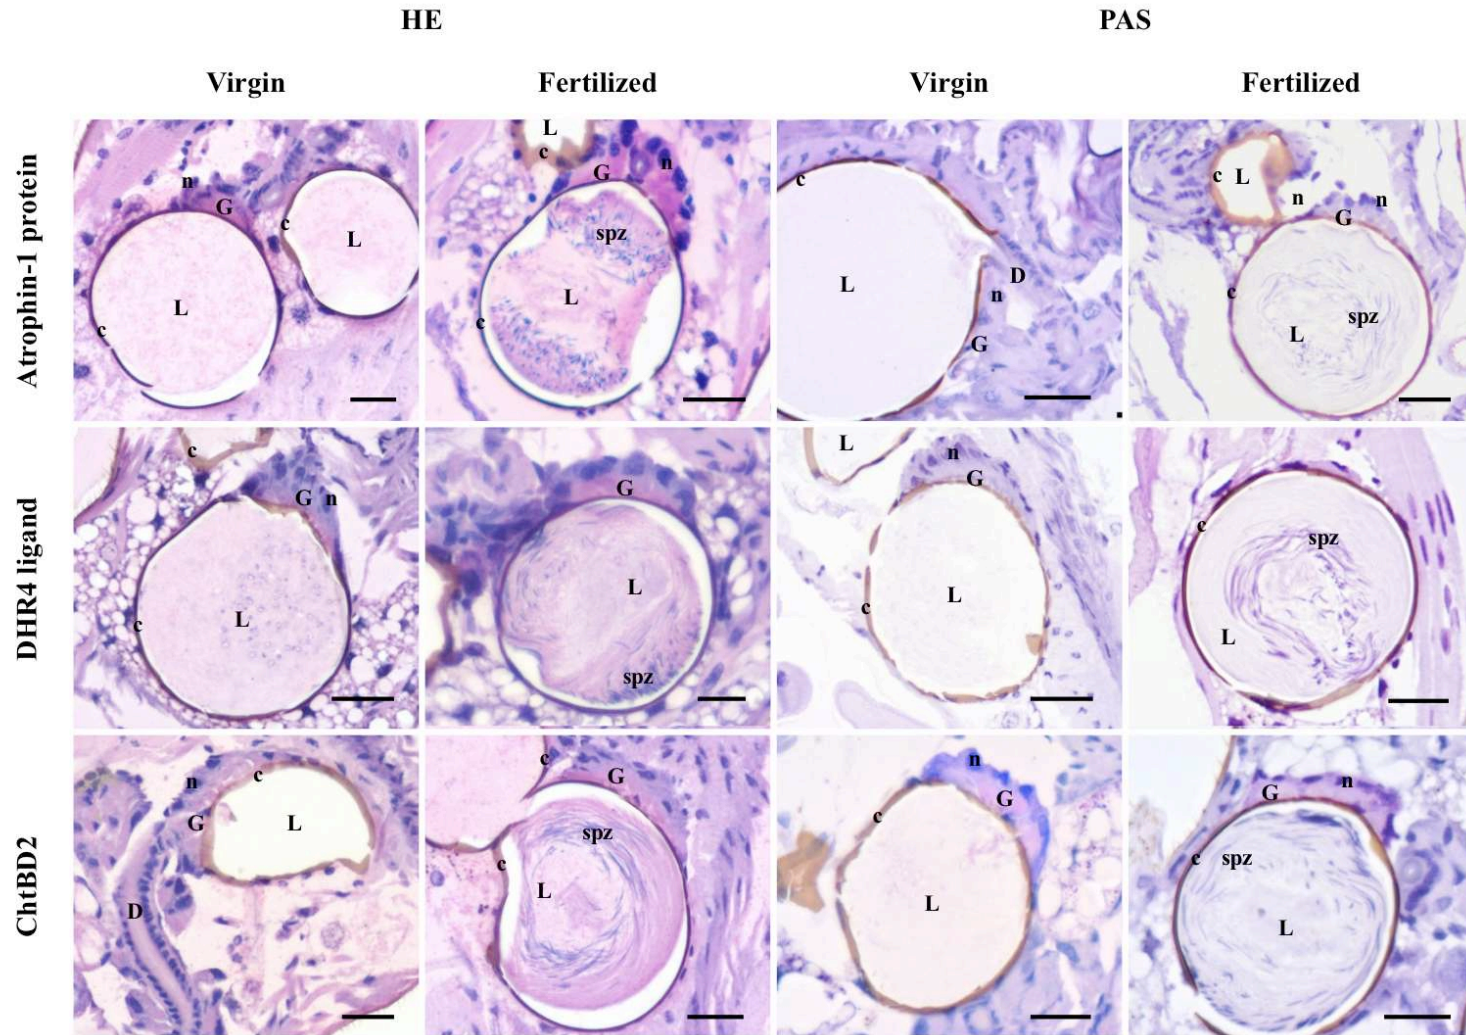 HE PAS
Virgin Fertilized Virgin Fertilized
Atrophin-1 protein
n G c L L c
L c G n spz L c
c L D n G
c L n n G c spz L
DHR4 ligand
c G n L c
G L spz
L n G L c
c spz L
ChtBD2
n c G L D
c G spz c L
n c G L
n G c spz L